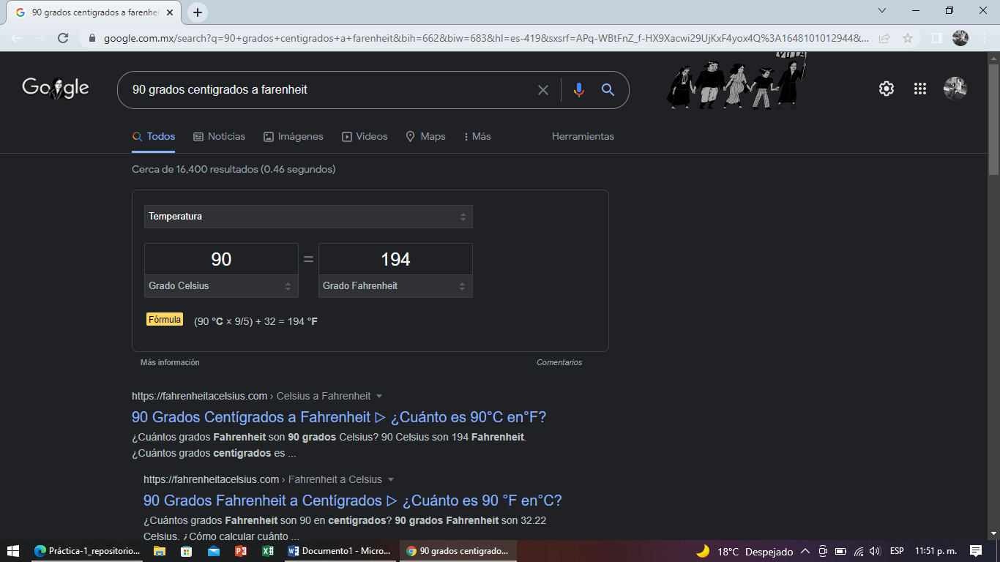 90 grados centigrados a farenhei
google.com.mx/search?q=90+grados+centigrados+a+farenheit&bih=662&biw=683&hl=es-419&sxsrf=APq-WBtFnZ_f-HX9Xacwi29UjKxF4yox4Q%3A1648101012944&...
Google
90 grados centigrados a farenheit
Todos Noticias Imágenes Videos Maps Más Herramientas
Cerca de 16,400 resultados (0.46 segundos)
Temperatura
90 = 194
Grado Celsius Grado Fahrenheit
Fórmula (90 °C × 9/5) + 32 = 194 °F
Más información Comentarios
https://fahrenheitacelsius.com › Celsius a Fahrenheit
90 Grados Centígrados a Fahrenheit ▷ ¿Cuánto es 90°C en°F?
¿Cuántos grados Fahrenheit son 90 grados Celsius? 90 Celsius son 194 Fahrenheit.
¿Cuántos grados centígrados es ...
https://fahrenheitacelsius.com › Fahrenheit a Celsius
90 Grados Fahrenheit a Centígrados ▷ ¿Cuánto es 90 °F en°C?
¿Cuántos grados Fahrenheit son 90 en centígrados? 90 grados Fahrenheit son 32.22
Celsius. ¿Cómo calcular cuánto ...
Práctica-1_repositorio... Documento1 - Micro... 90 grados centigrado... 18°C Despejado ESP 11:51 p. m.